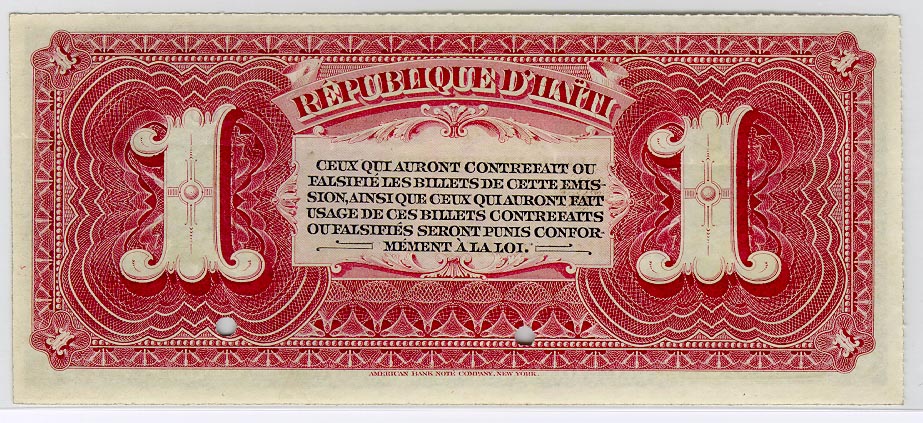 RÉPUBLIQUE D'HAÏTI
1 1
CEUX QUI AURONT CONTREFAIT OU
FALSIFIÉ LES BILLETS DE CETTE EMIS-
SION, AINSI QUE CEUX QUI AURONT FAIT
USAGE DE CES BILLETS CONTREFAITS
OU FALSIFIÉS SERONT PUNIS CONFOR-
MÉMENT À LA LOI.
AMERICAN BANK NOTE COMPANY, NEW YORK.